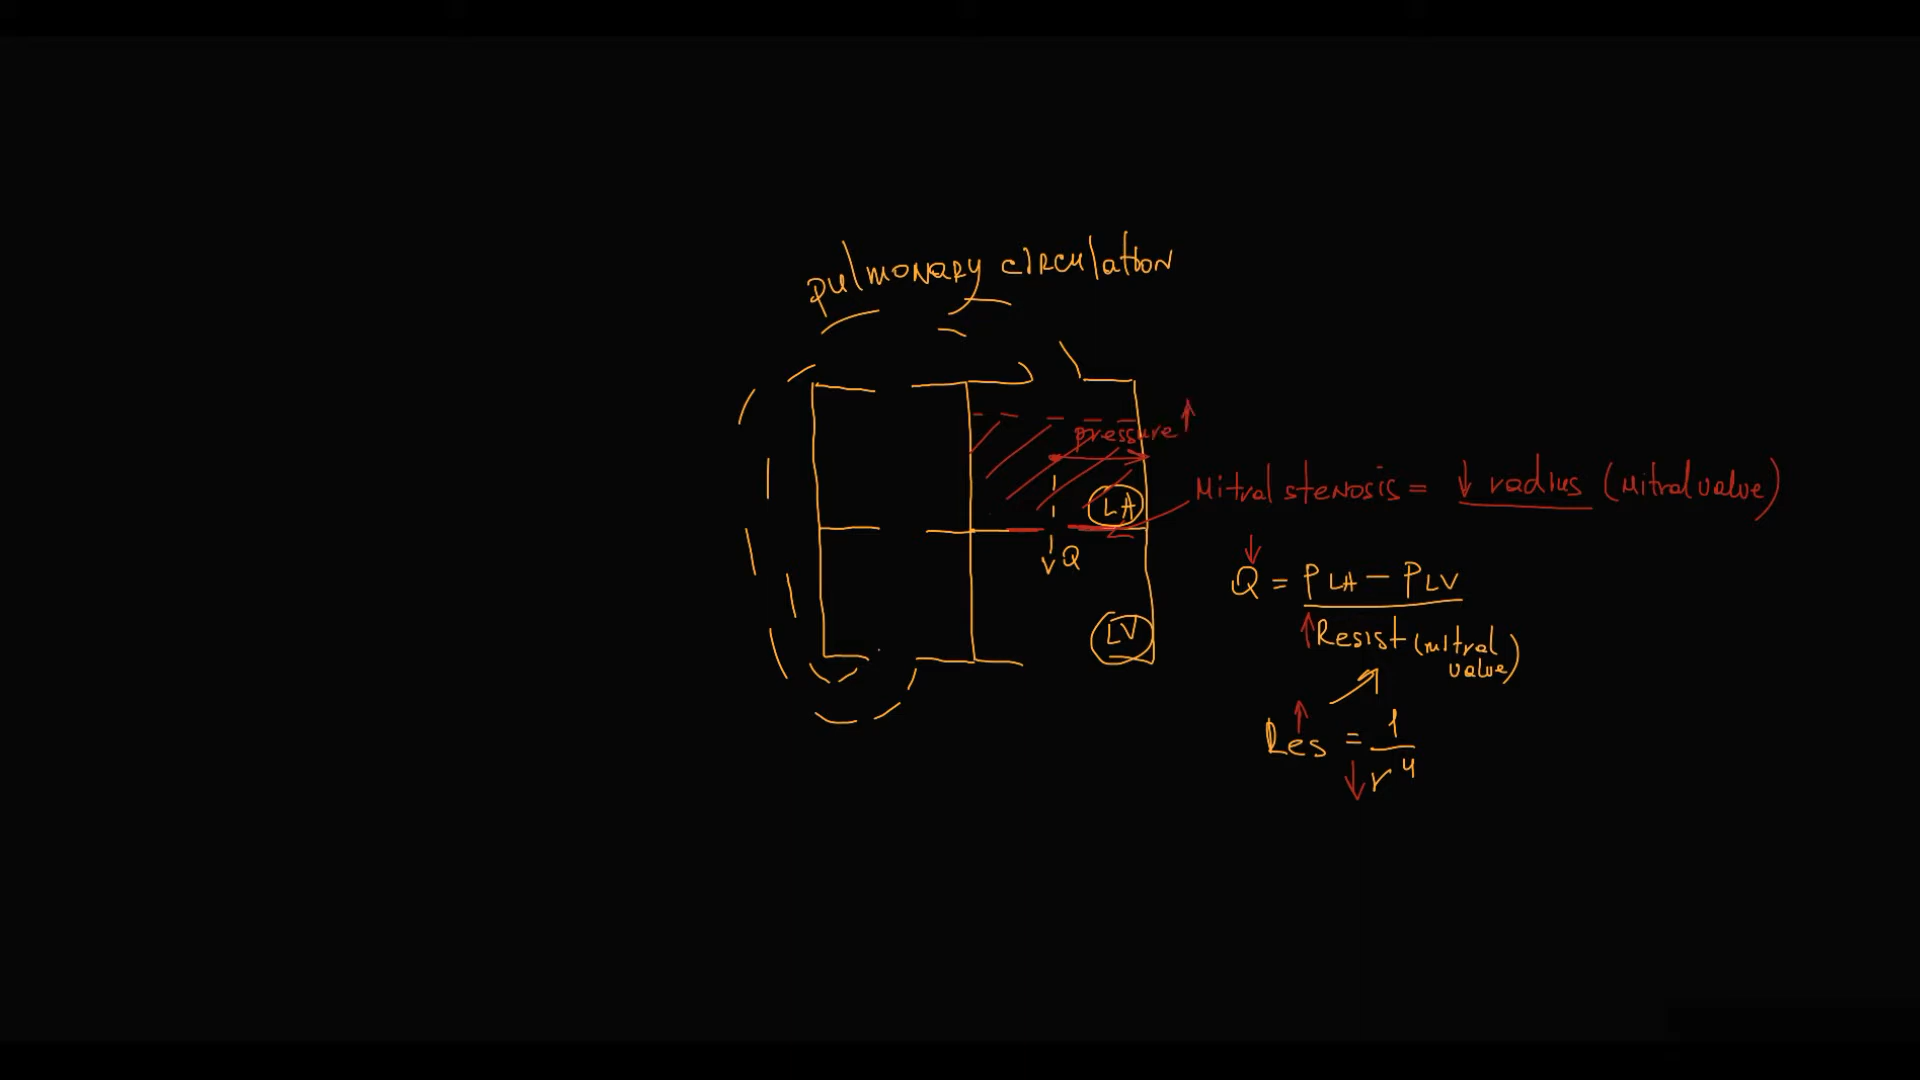 pulmonary circulation
pressure ↑
LA
Mitral stenosis = ↓ radius (mitral valve)
Q
↓
Q = PLA - PLV
↑ Resist (mitral
valve)
LV
↑
Res = 1
↓ r⁴